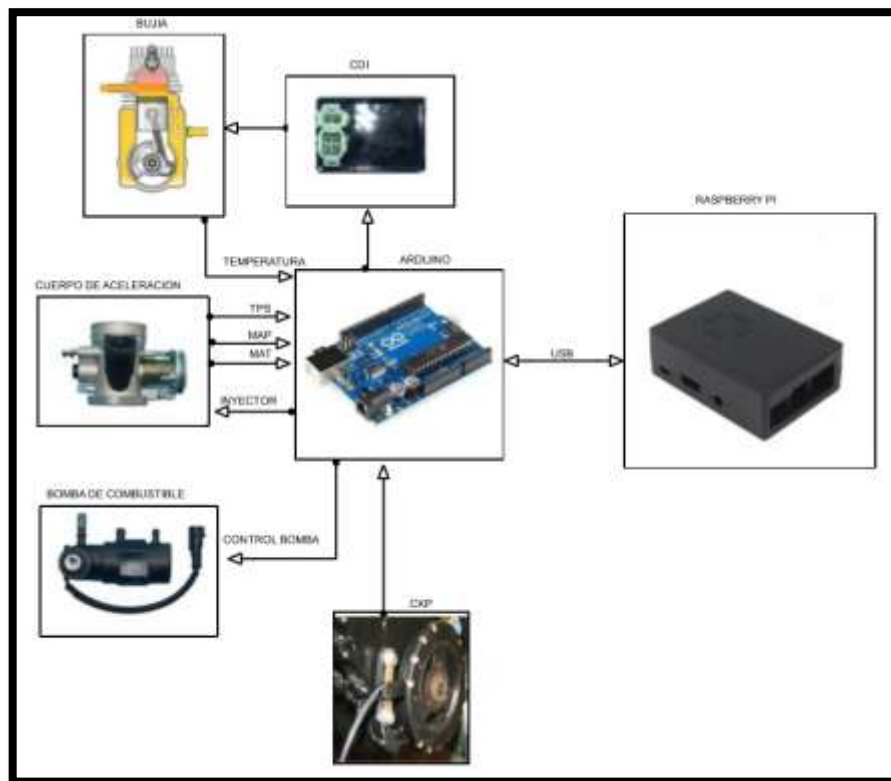 BUJIA
CDI
RASPBERRY PI
TEMPERATURA
ARDUINO
CUERPO DE ACELERACION
TPS
MAP
MAT
USB
INYECTOR
BOMBA DE COMBUSTIBLE
CONTROL BOMBA
CKP